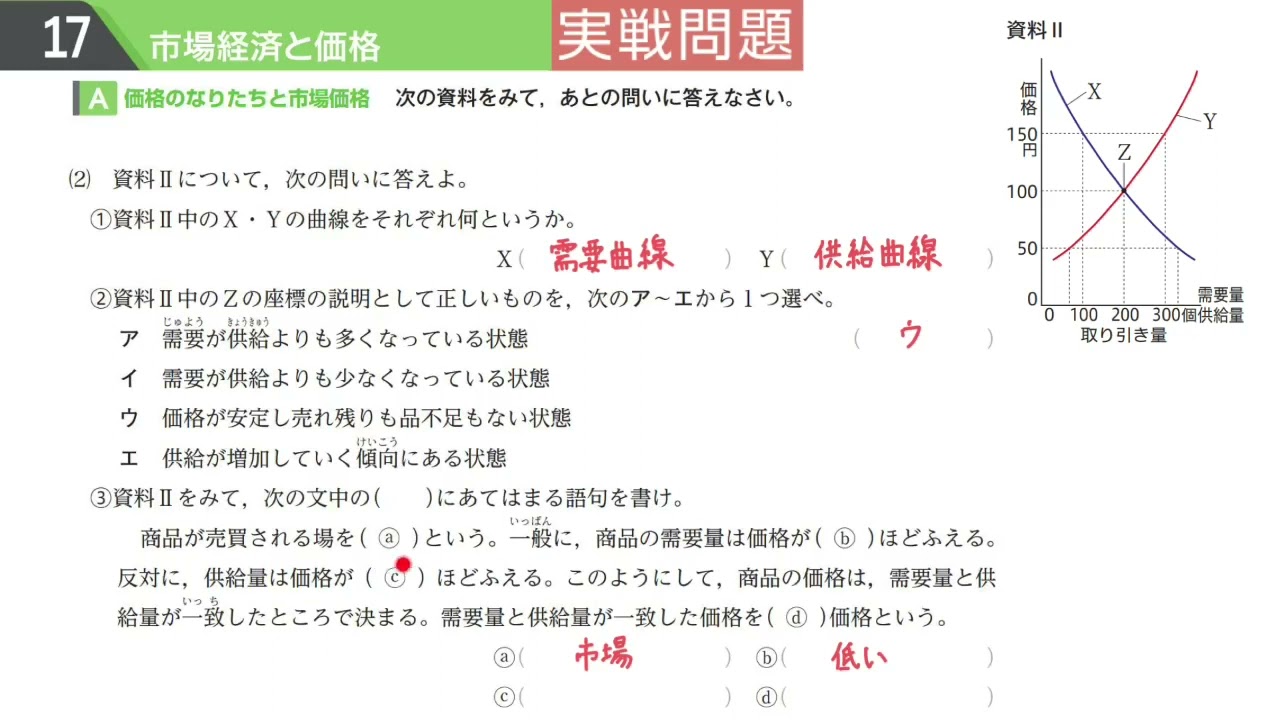 17 市場経済と価格 実戦問題
A 価格のなりたちと市場価格 次の資料をみて，あとの問いに答えなさい。
(2) 資料Ⅱについて，次の問いに答えよ。
①資料Ⅱ中のX・Yの曲線をそれぞれ何というか。
X( 需要曲線 ) Y( 供給曲線 )
②資料Ⅱ中のZの座標の説明として正しいものを，次のア～エから１つ選べ。
じゅよう きょうきゅう
ア 需要が供給よりも多くなっている状態 ( ウ )
イ 需要が供給よりも少なくなっている状態
ウ 価格が安定し売れ残りも品不足もない状態
けいこう
エ 供給が増加していく傾向にある状態
③資料Ⅱをみて，次の文中の( )にあてはまる語句を書け。
いっぱん
商品が売買される場を( ⓐ )という。一般に，商品の需要量は価格が( ⓑ )ほどふえる。
反対に，供給量は価格が( ⓒ )ほどふえる。このようにして，商品の価格は，需要量と供
いっち
給量が一致したところで決まる。需要量と供給量が一致した価格を( ⓓ )価格という。
ⓐ( 市場 ) ⓑ( 低い )
ⓒ( ) ⓓ( )
資料Ⅱ
価格
X
Y
150
円
Z
100
50
0
需要量
0 100 200 300個供給量
取り引き量